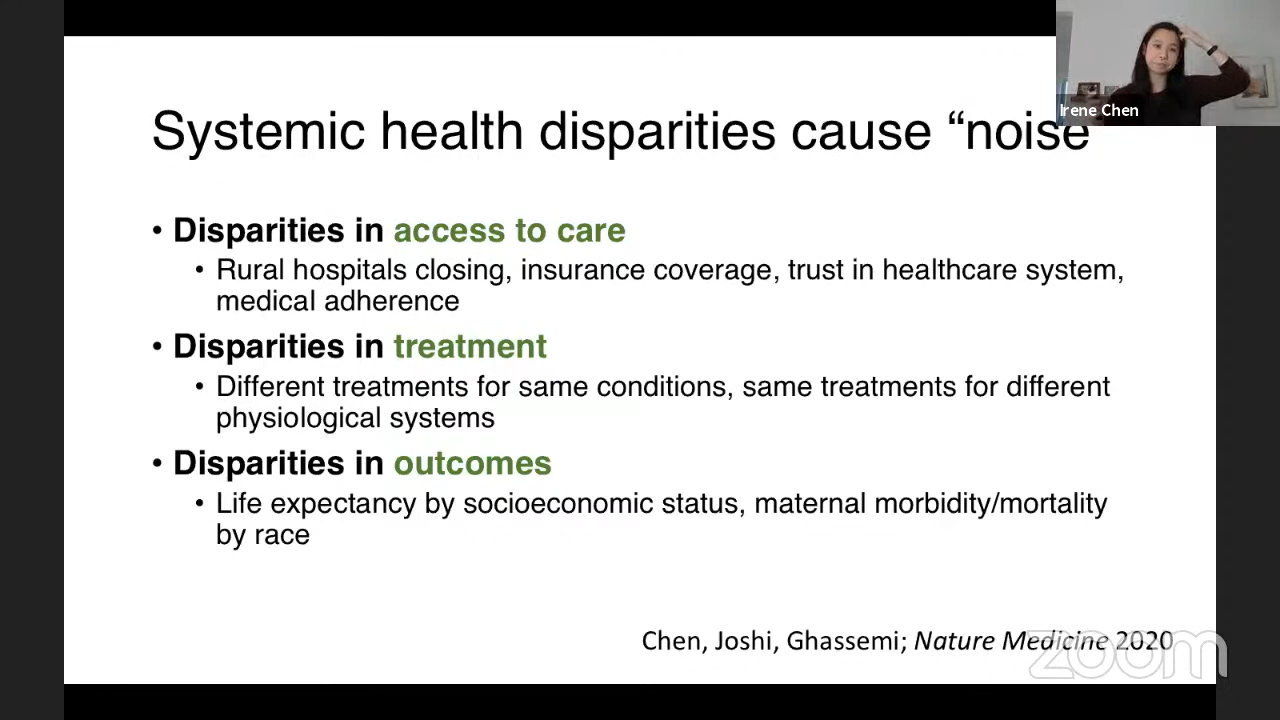 Systemic health disparities cause “noise
Irene Chen
• Disparities in access to care
• Rural hospitals closing, insurance coverage, trust in healthcare system,
medical adherence
• Disparities in treatment
• Different treatments for same conditions, same treatments for different
physiological systems
• Disparities in outcomes
• Life expectancy by socioeconomic status, maternal morbidity/mortality
by race
Chen, Joshi, Ghassemi; Nature Medicine 2020
zoom